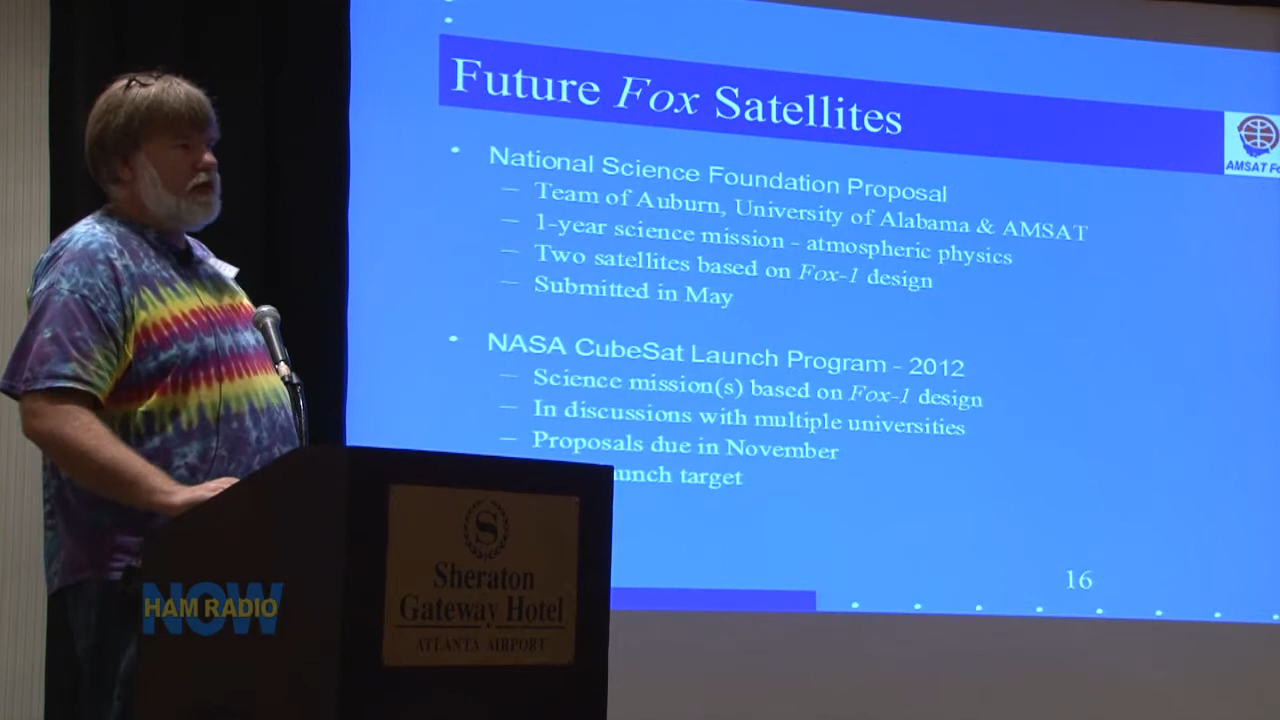 Future Fox Satellites
AMSAT
• National Science Foundation Proposal
– Team of Auburn, University of Alabama & AMSAT
– 1-year science mission - atmospheric physics
– Two satellites based on Fox-1 design
– Submitted in May
• NASA CubeSat Launch Program - 2012
– Science mission(s) based on Fox-1 design
– In discussions with multiple universities
– Proposals due in November
target
16
S
Sheraton
Gateway Hotel
ATLANTA AIRPORT
NOW
HAM RADIO